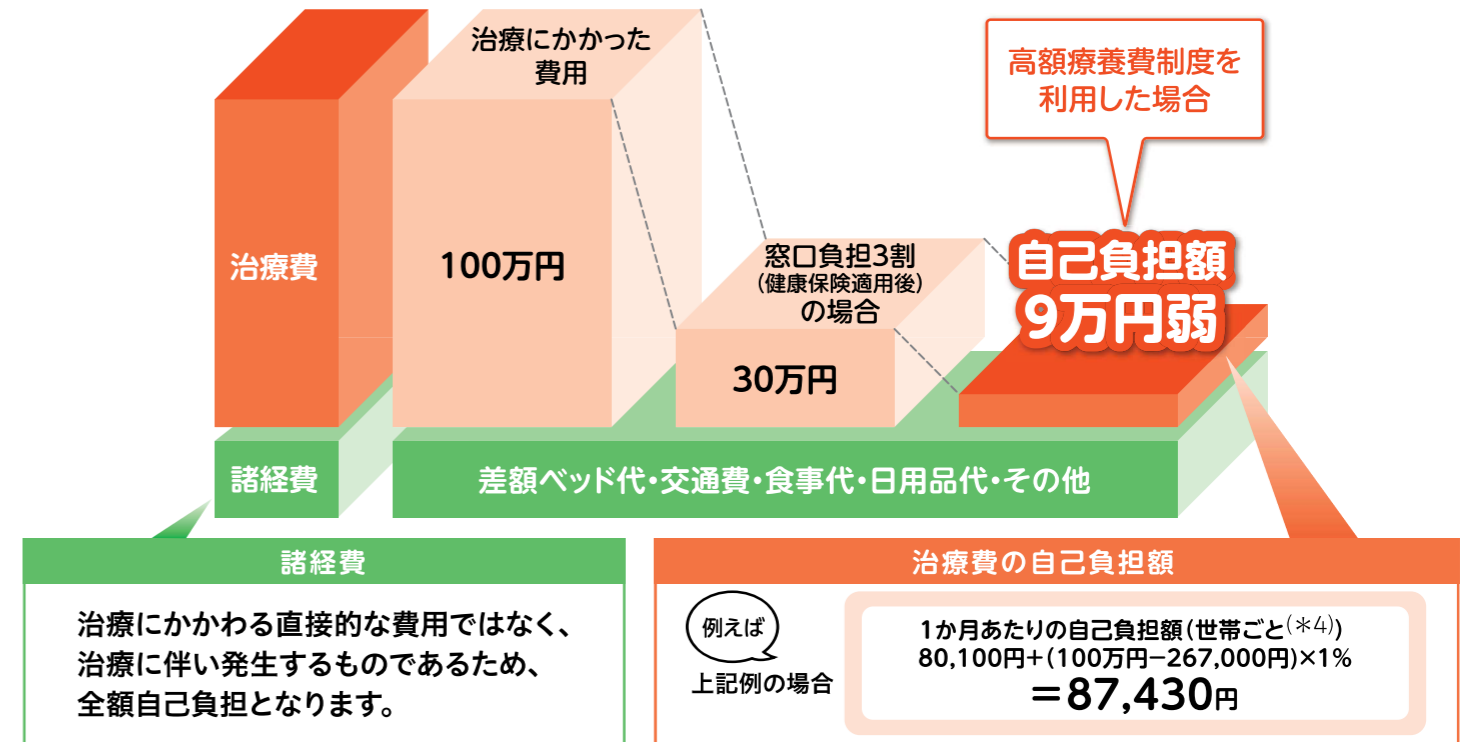 治療にかかった
費用
高額療養費制度を
利用した場合
治療費
100万円
窓口負担3割
(健康保険適用後)
の場合
30万円
自己負担額
9万円弱
諸経費
差額ベッド代・交通費・食事代・日用品代・その他
諸経費
治療にかかわる直接的な費用ではなく、
治療に伴い発生するものであるため、
全額自己負担となります。
治療費の自己負担額
例えば
上記例の場合
1か月あたりの自己負担額(世帯ごと(＊4))
80,100円+(100万円−267,000円)×1%
=87,430円